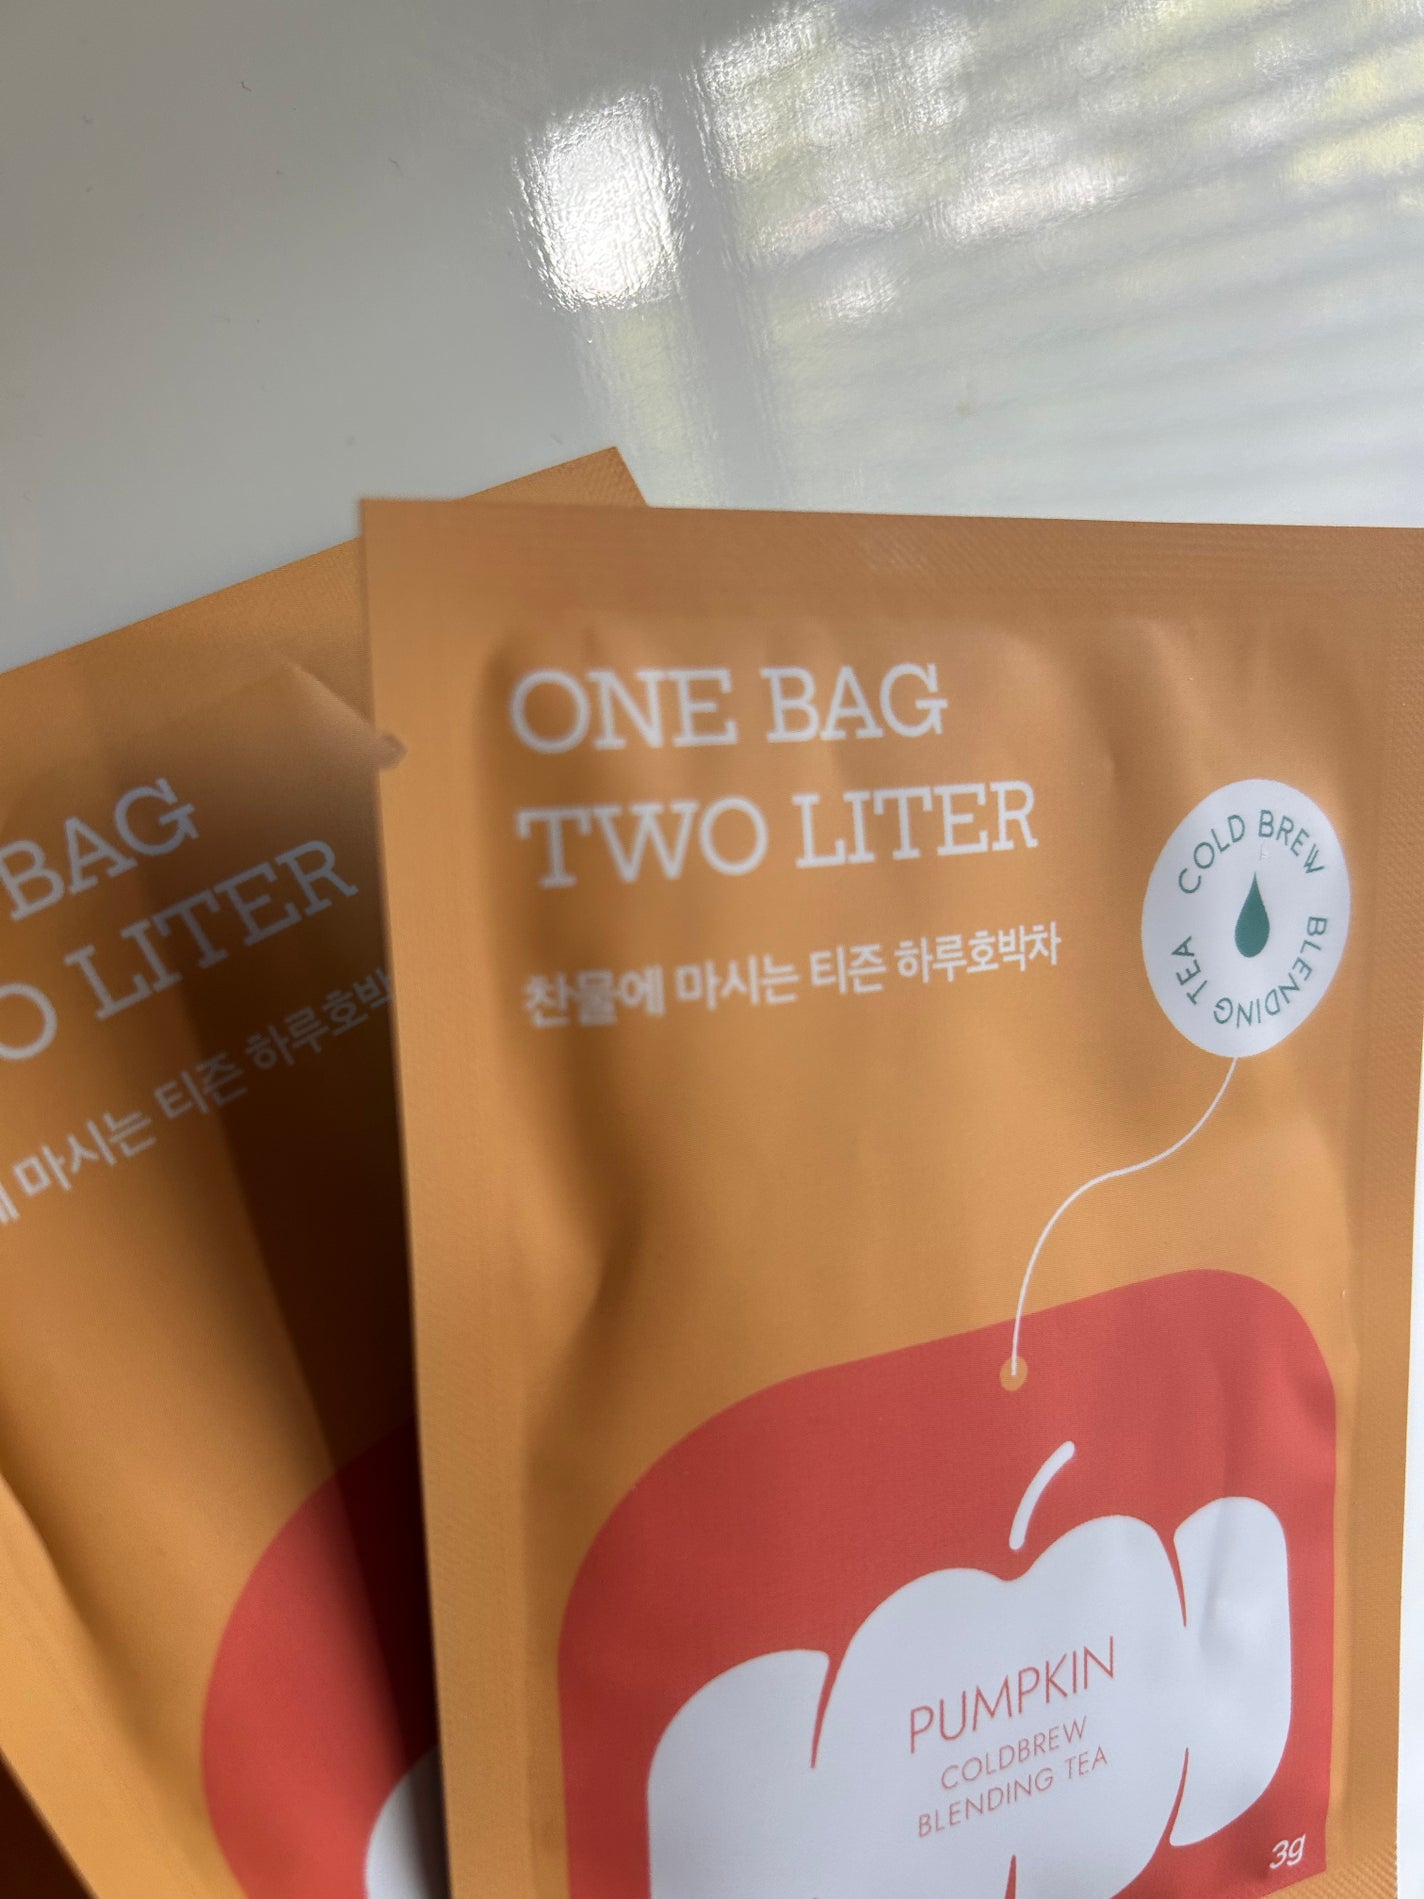 ONE BAG
TWO LITER
찬물에 마시는 티즌 하루호박차
COLD BREW BLENDING TEA
PUMPKIN
COLDBREW
BLENDING TEA
3g
BAG
O LITER
에 마시는 티즌 하루호박